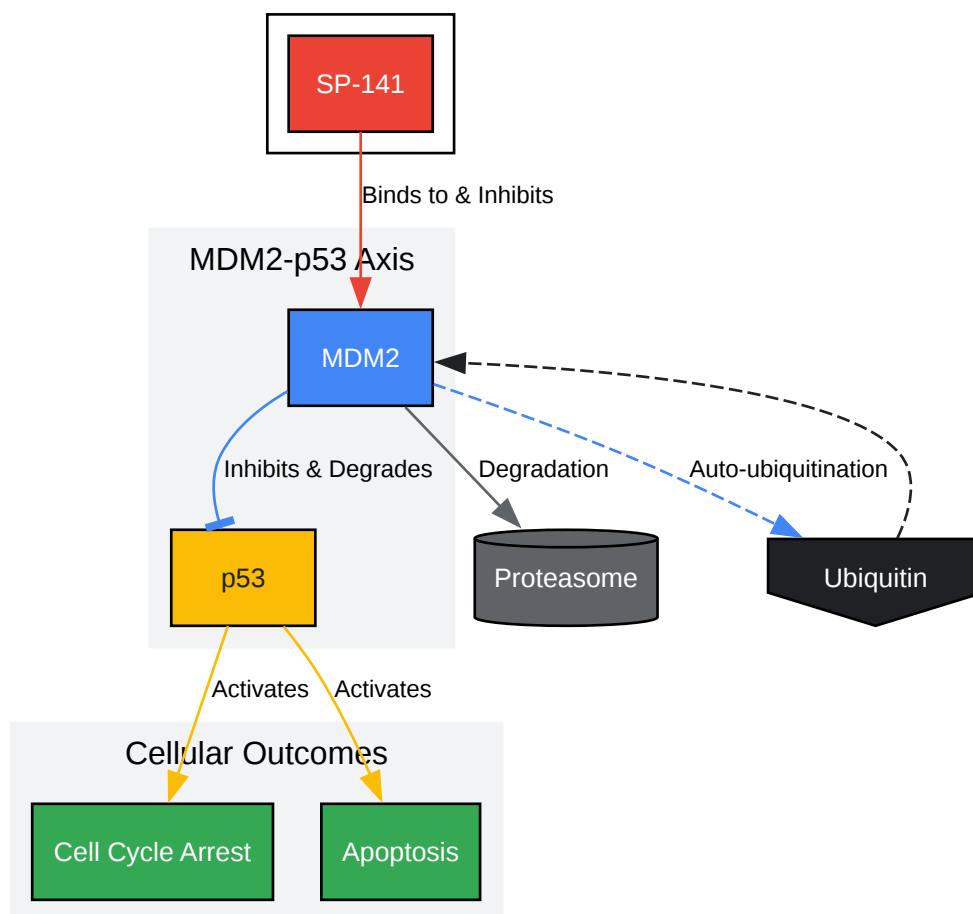 SP-141
Binds to & Inhibits
MDM2-p53 Axis
MDM2
Inhibits & Degrades
Degradation
Auto-ubiquitination
p53
Proteasome
Ubiquitin
Activates
Activates
Cellular Outcomes
Cell Cycle Arrest
Apoptosis